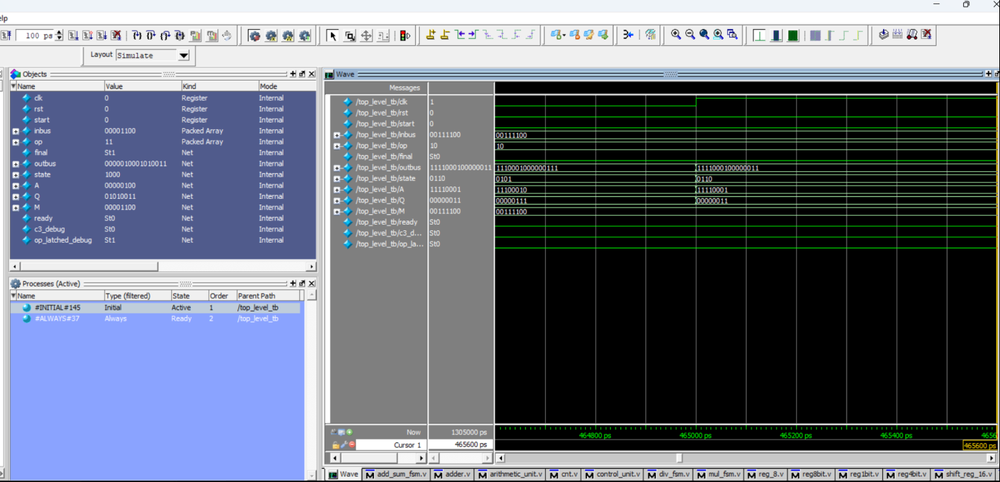 elp
100 ps
Layout Simulate
Objects
Name Value Kind Mode
clk 0 Register Internal
rst 0 Register Internal
start 0 Register Internal
inbus 00001100 Packed Array Internal
op 11 Packed Array Internal
final St1 Net Internal
outbus 0000010001010011 Net Internal
state 1000 Net Internal
A 00000100 Net Internal
Q 01010011 Net Internal
M 00001100 Net Internal
ready St0 Net Internal
c3_debug St0 Net Internal
op_latched_debug St1 Net Internal
Processes (Active)
Name Type (filtered) State Order Parent Path
#INITIAL#145 Initial Active 1 /top_level_tb
#ALWAYS#37 Always Ready 2 /top_level_tb
Wave
Messages
/top_level_tb/clk 1
/top_level_tb/rst 0
/top_level_tb/start 0
/top_level_tb/inbus 00111100 00111100
/top_level_tb/op 10 10
/top_level_tb/final St0
/top_level_tb/outbus 1111000100000011 1110001000000111 1111000100000011
/top_level_tb/state 0110 0101 0110
/top_level_tb/A 11110001 11100010 11110001
/top_level_tb/Q 00000011 00000111 00000011
/top_level_tb/M 00111100 00111100
/top_level_tb/ready St0
/top_level_tb/c3_d... St0
/top_level_tb/op_la... St0
Now 1305000 ps
464800 ps 465000 ps 465200 ps 465400 ps 4656
Cursor 1 465600 ps 465600 ps
Wave add_sum_fsm.v adder.v arithmetic_unit.v cnt.v control_unit.v div_fsm.v mul_fsm.v reg_8.v reg8bit.v reg1bit.v reg4bit.v shift_reg_16.v